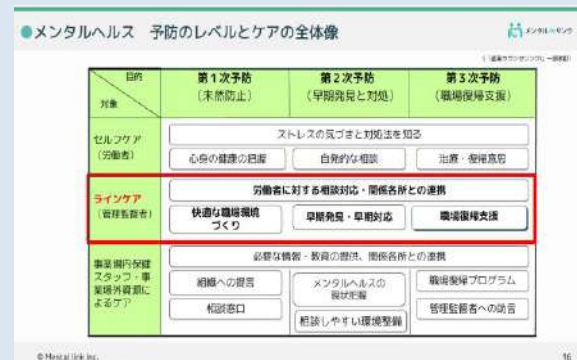 ●メンタルヘルス 予防のレベルとケアの全体像
目的
対象
第1次予防
(未然防止)
第2次予防
(早期発見と対処)
第3次予防
(職場復帰支援)
セルフケア
(労働者)
ストレスの気づきと対処法を知る
心身の健康の把握
自発的な相談
治療・復帰意思
ラインケア
(管理監督者)
労働者に対する相談対応・関係各所との連携
快適な職場環境
づくり
早期発見・早期対応
職場復帰支援
事業場内保健
スタッフ・事
業場外資源に
よるケア
必要な情報・教育の提供、関係各所との連携
組織への提言
相談窓口
メンタルヘルスの
現状把握
相談しやすい環境整備
職場復帰プログラム
管理監督者への助言
© Mental link Inc.
16